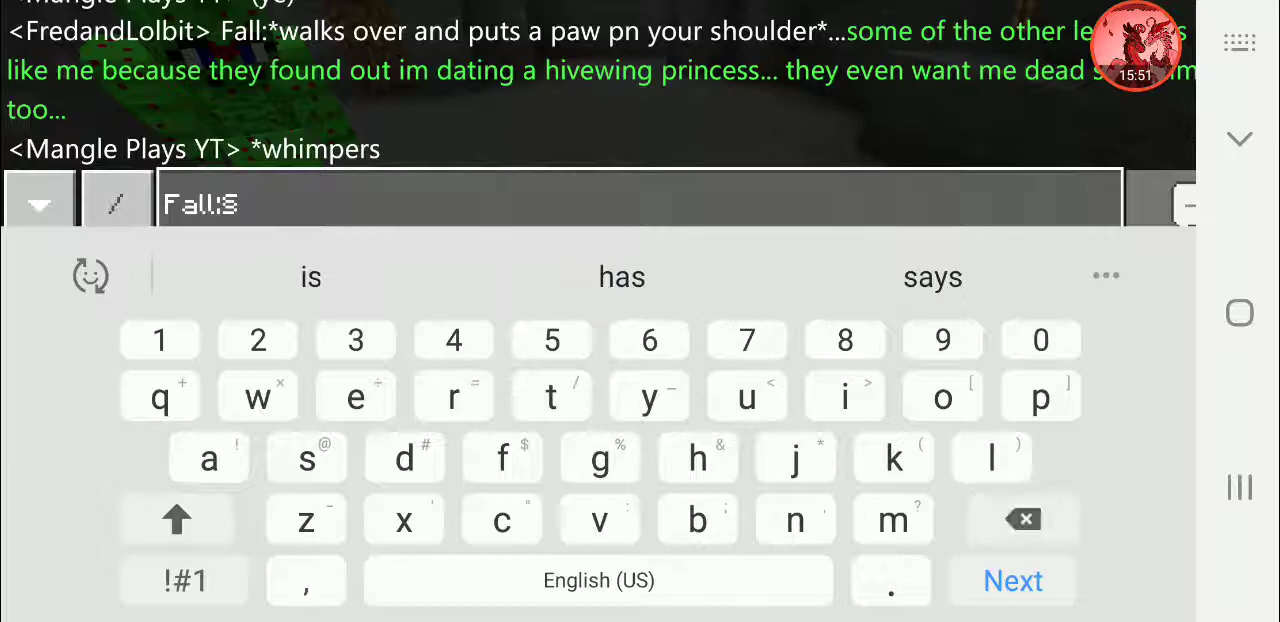 <FredandLolbit> Fall:*walks over and puts a paw pn your shoulder*...some of the other
like me because they found out im dating a hivewing princess... they even want me dead
too...
<Mangle Plays YT> *whimpers
15:51
/ Fall:S
is has says
1 2 3 4 5 6 7 8 9 0
q + w × e ÷ r = t / y _ u < i > o [ p ]
a ! s @ d # f $ g % h & j * k ( l )
z - x ' c " v : b ; n , m ?
!#1 , English (US) . Next